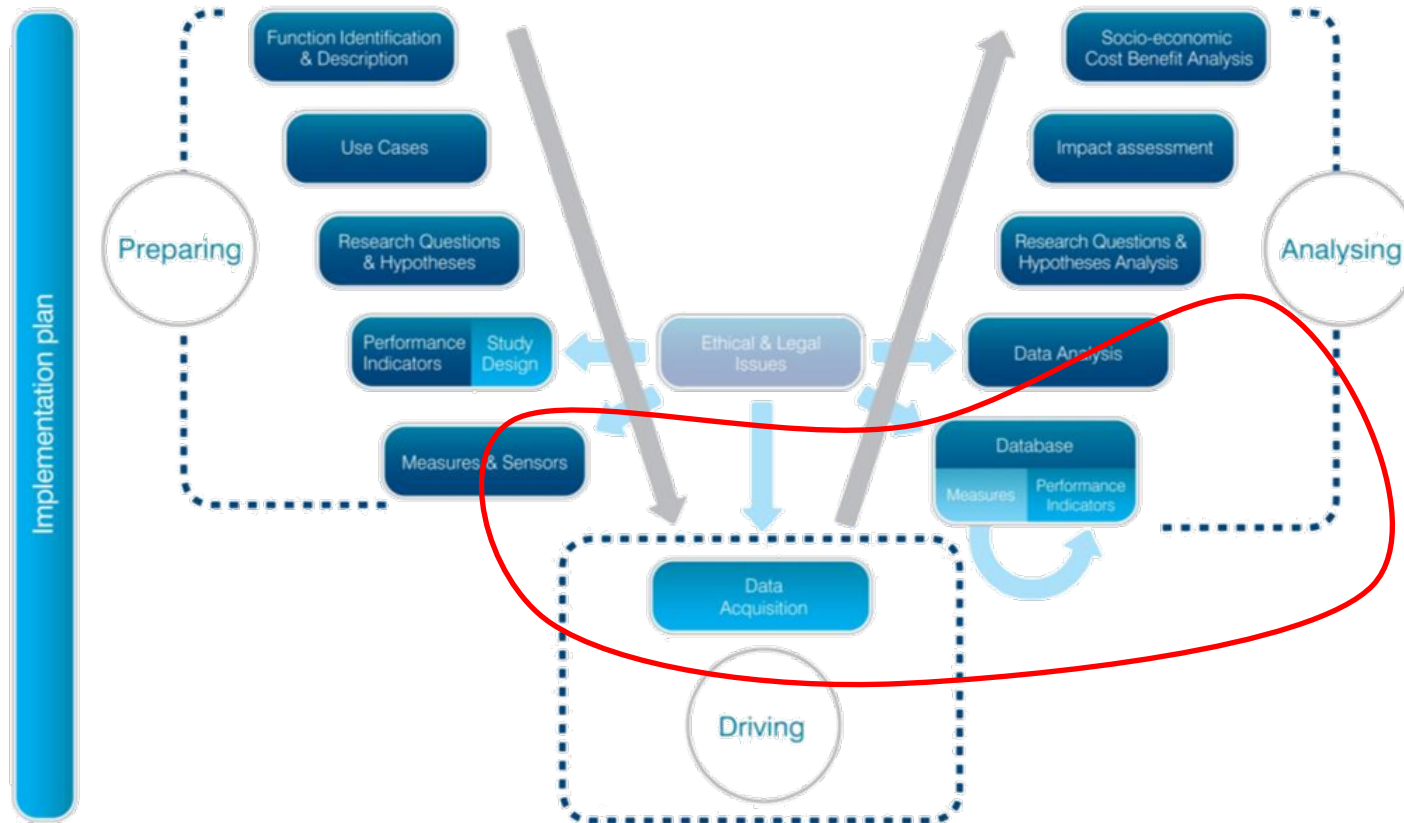 Implementation plan
Preparing
Function Identification
& Description
Use Cases
Research Questions
& Hypotheses
Performance
Indicators
Study
Design
Measures & Sensors
Ethical & Legal
Issues
Data
Acquisition
Driving
Socio-economic
Cost Benefit Analysis
Impact assessment
Research Questions &
Hypotheses Analysis
Data Analysis
Database
Measures
Performance
Indicators
Analysing